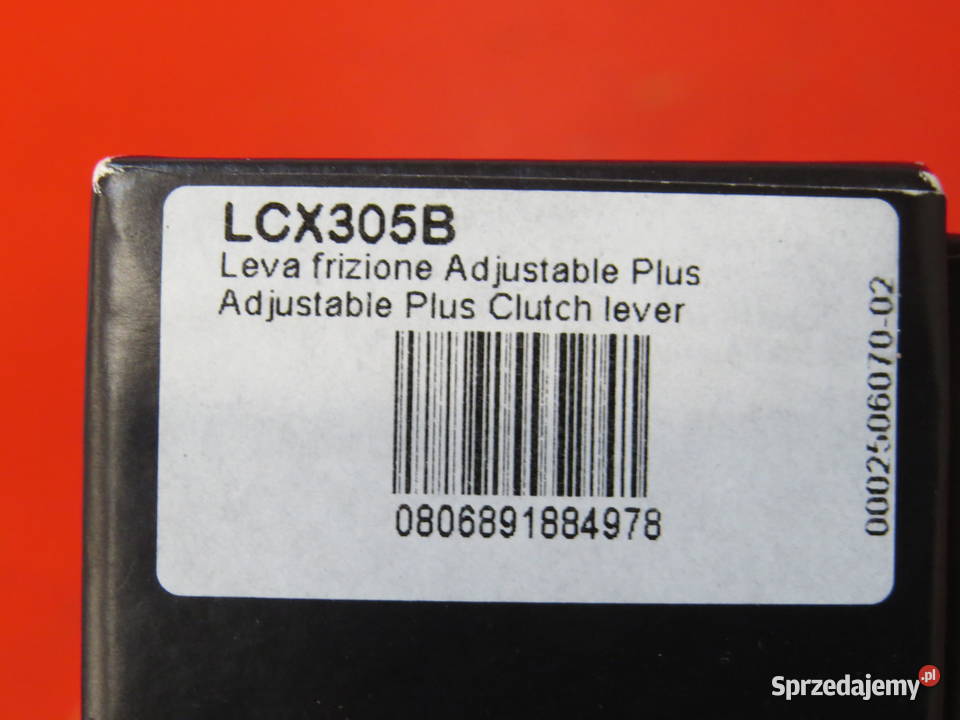 LCX305B
Leva frizione Adjustable Plus
Adjustable Plus Clutch lever
0806891884978
0002506070-02
Sprzedajemy.pl